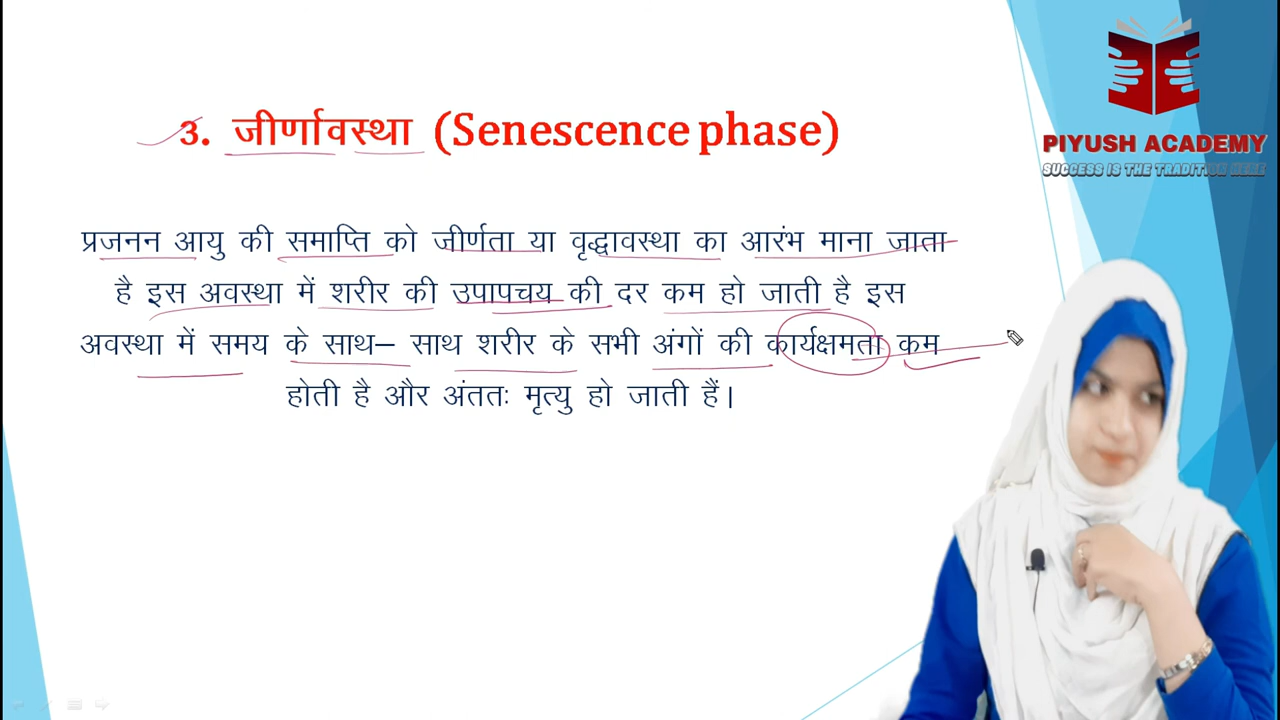 PIYUSH ACADEMY
SUCCESS IS THE TRADITION HERE
3. जीर्णावस्था (Senescence phase)
प्रजनन आयु की समाप्ति को जीर्णता या वृद्धावस्था का आरंभ माना जाता
है इस अवस्था में शरीर की उपापचय की दर कम हो जाती है इस
अवस्था में समय के साथ– साथ शरीर के सभी अंगों की कार्यक्षमता कम
होती है और अंततः मृत्यु हो जाती हैं।